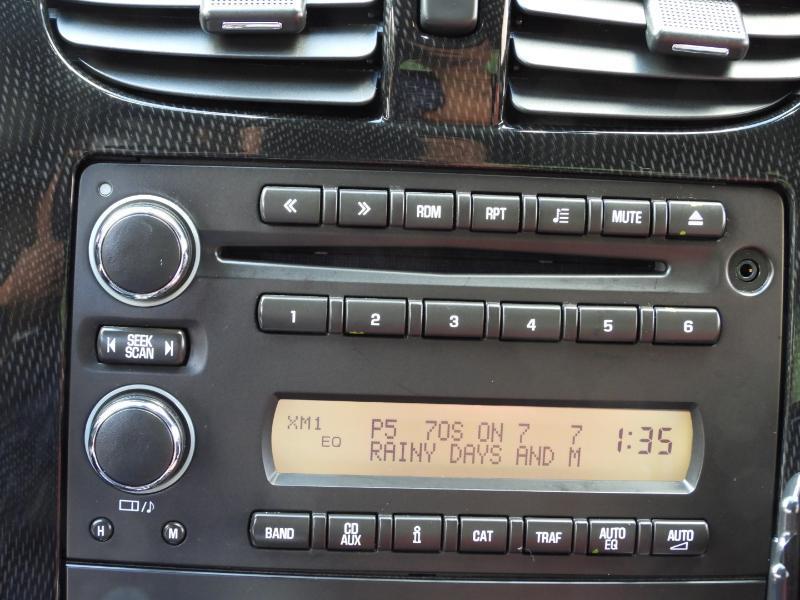 RDM RPT MUTE
1 2 3 4 5 6
SEEK
SCAN
XM1 P5 70S ON 7 7 1:35
EQ RAINY DAYS AND M
BAND CD AUX i CAT TRAF AUTO EQ AUTO
H M